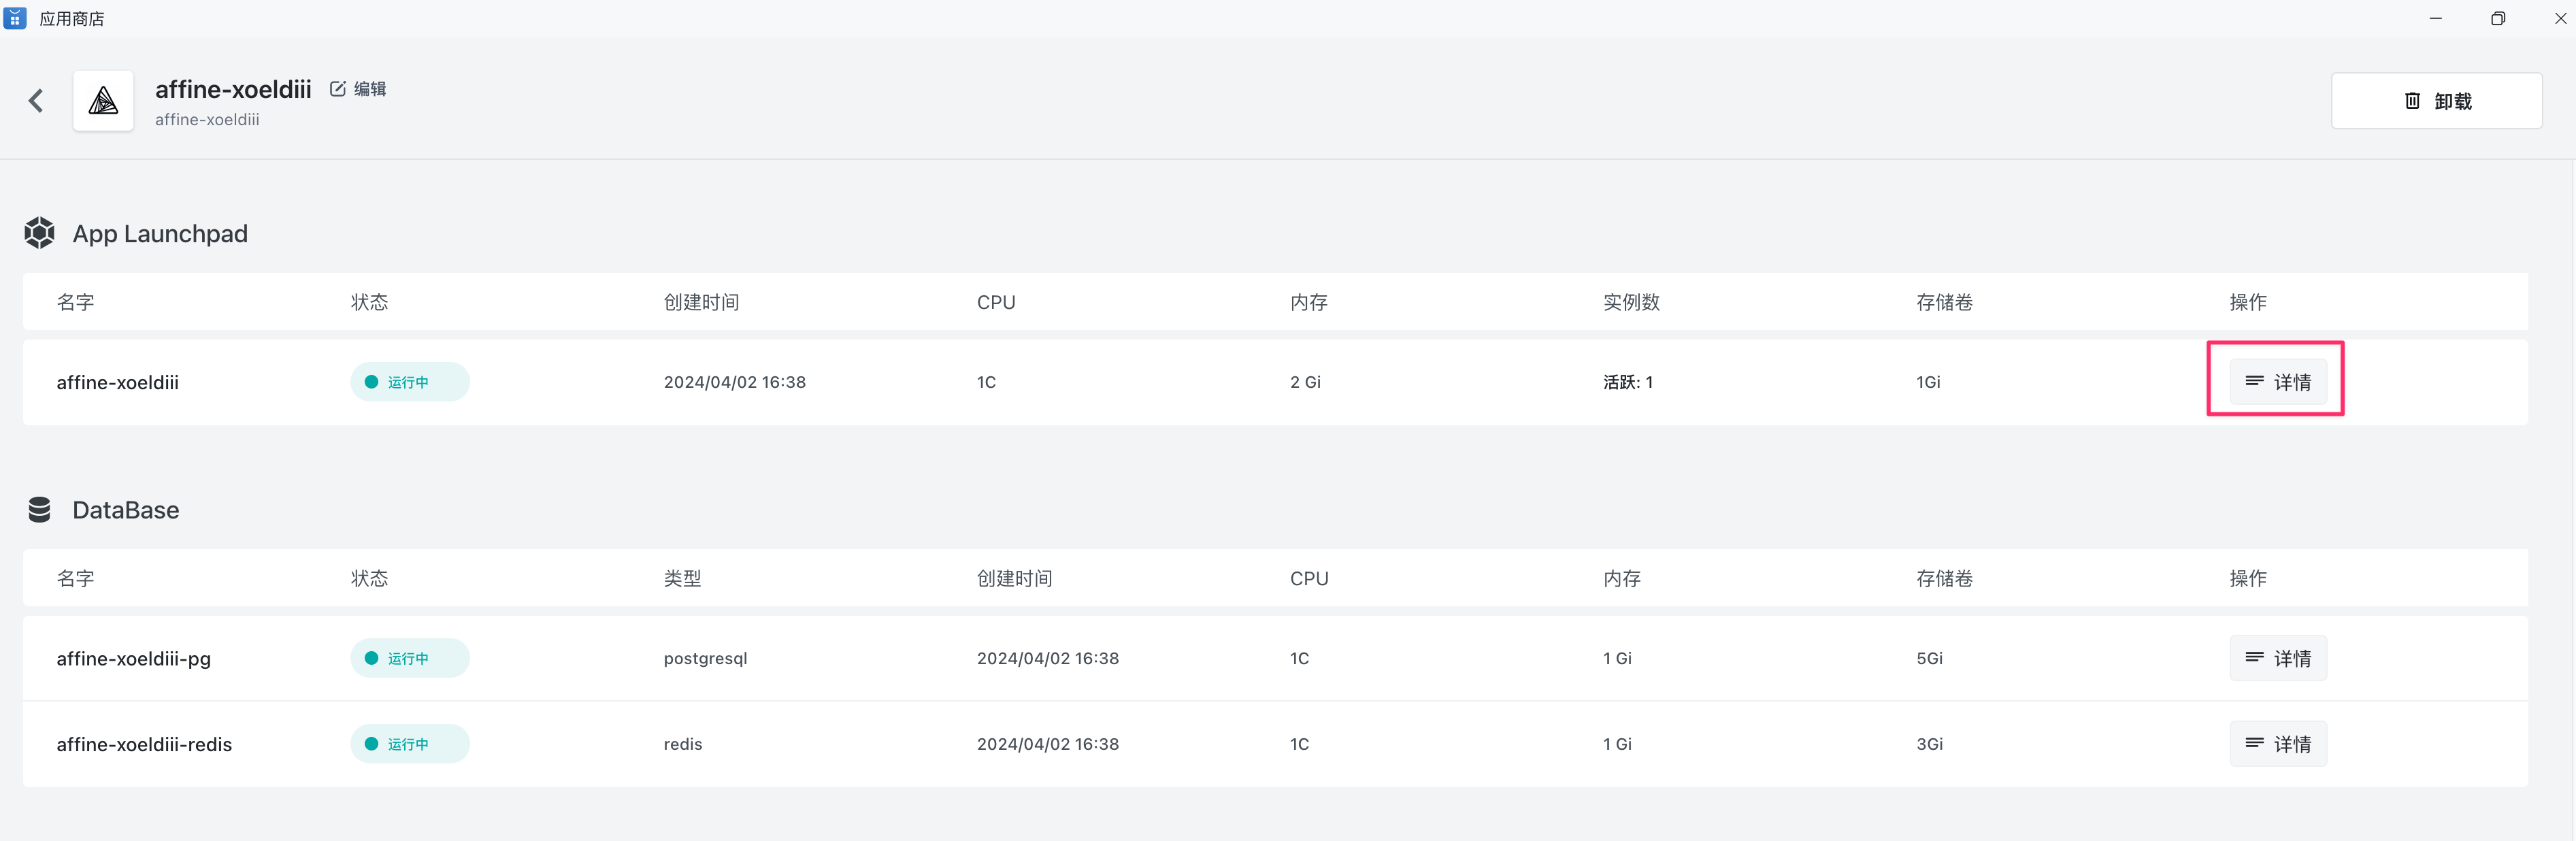 应用商店
affine-xoeldiii 编辑
affine-xoeldiii
卸载
App Launchpad
名字 状态 创建时间 CPU 内存 实例数 存储卷 操作
affine-xoeldiii 运行中 2024/04/02 16:38 1C 2 Gi 活跃: 1 1Gi 详情
DataBase
名字 状态 类型 创建时间 CPU 内存 存储卷 操作
affine-xoeldiii-pg 运行中 postgresql 2024/04/02 16:38 1C 1 Gi 5Gi 详情
affine-xoeldiii-redis 运行中 redis 2024/04/02 16:38 1C 1 Gi 3Gi 详情